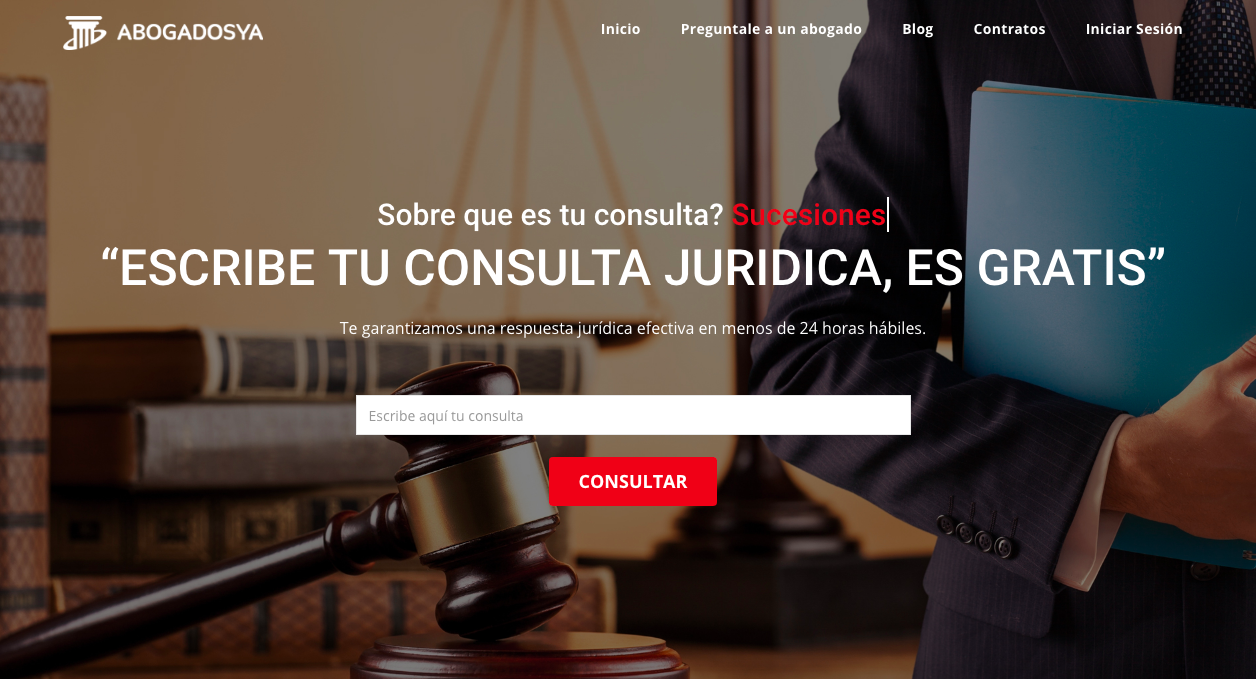 ABOGADOSYA
Inicio Preguntale a un abogado Blog Contratos Iniciar Sesión
Sobre que es tu consulta? Sucesiones
“ESCRIBE TU CONSULTA JURIDICA, ES GRATIS”
Te garantizamos una respuesta jurídica efectiva en menos de 24 horas hábiles.
Escribe aquí tu consulta
CONSULTAR